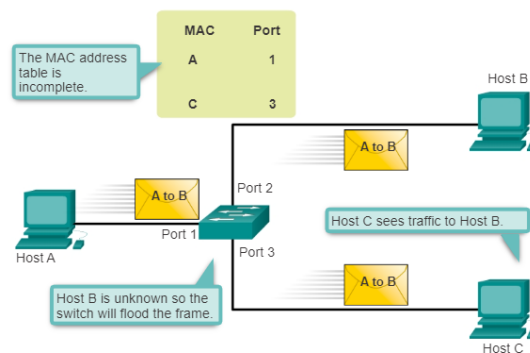 MAC Port
A 1
C 3
The MAC address
table is
incomplete.
Host B
A to B
A to B
Port 2
Port 1
Host A
Port 3
Host C sees traffic to Host B.
Host B is unknown so the
switch will flood the frame.
A to B
Host C